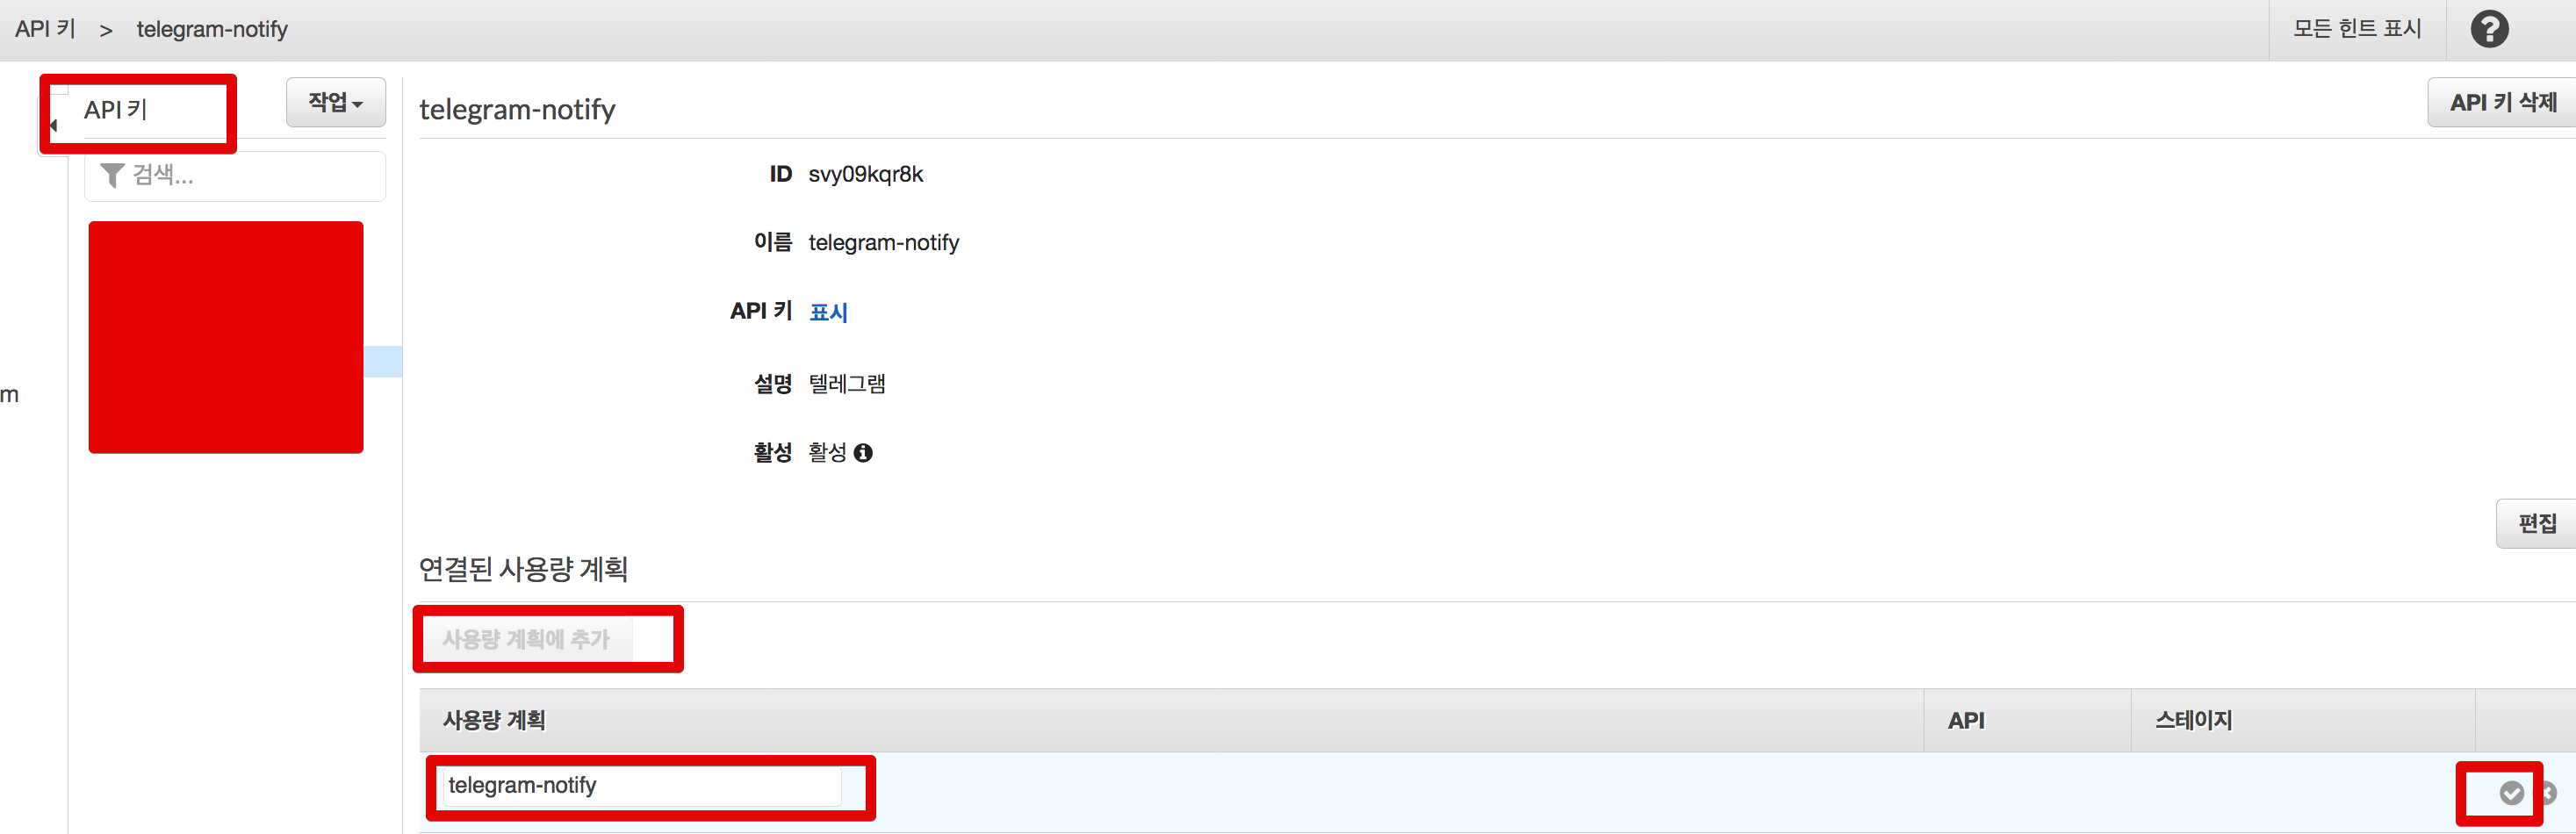 API 키 > telegram-notify
모든 힌트 표시
API 키
작업
telegram-notify
API 키 삭제
검색...
ID svy09kqr8k
이름 telegram-notify
API 키 표시
m
설명 텔레그램
활성 활성
편집
연결된 사용량 계획
사용량 계획에 추가
사용량 계획 API 스테이지
telegram-notify